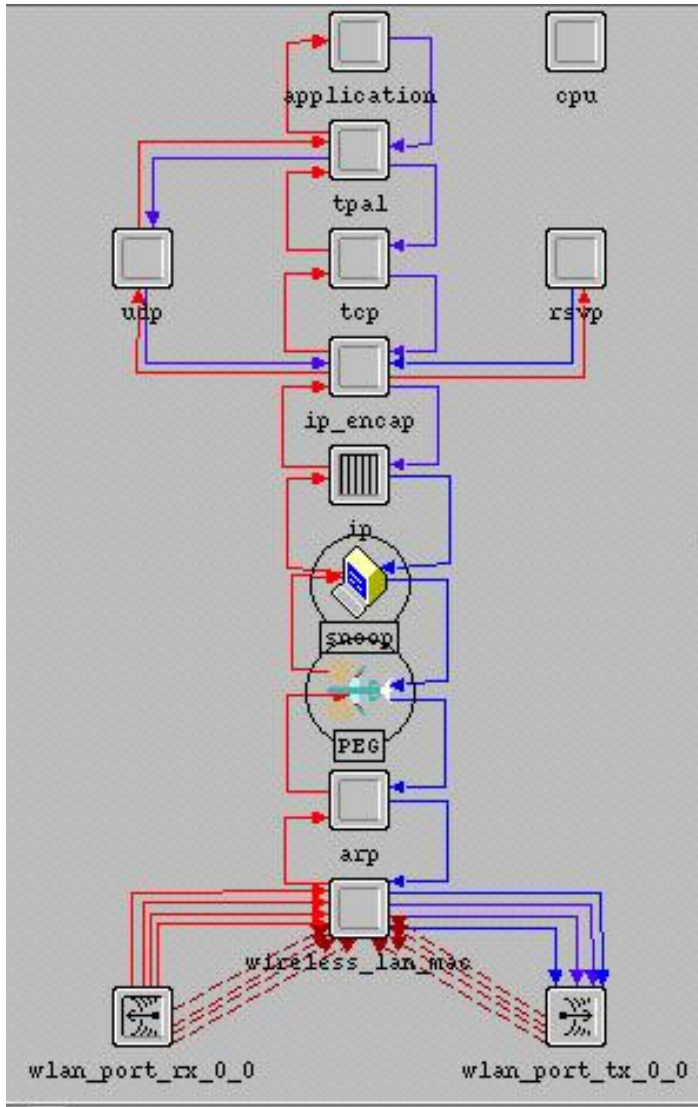 application
cpu
tpal
udp
tcp
rsvp
ip_encap
ip
snoop
PEG
arp
wireless_lan_mac
wlan_port_rx_0_0
wlan_port_tx_0_0